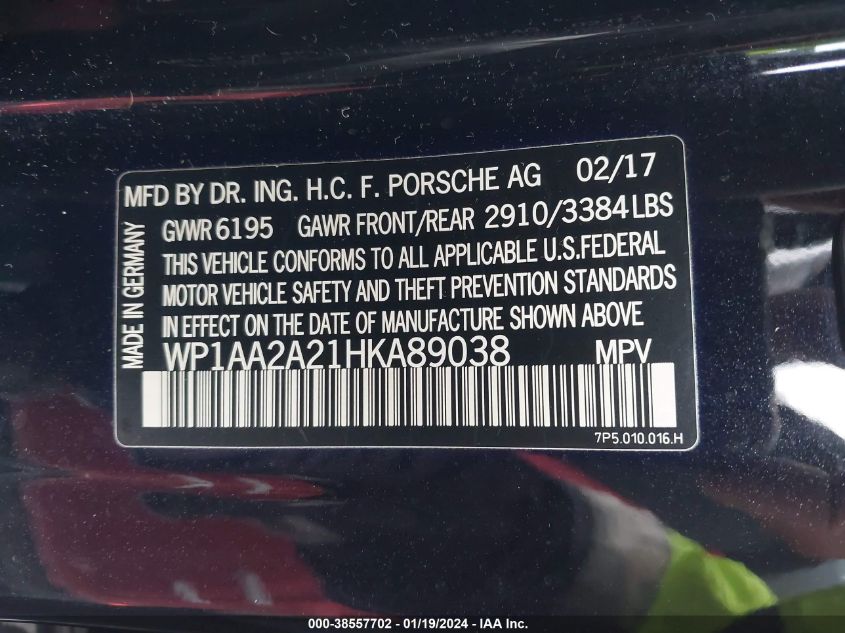 MFD BY DR. ING. H.C. F. PORSCHE AG 02/17
GVWR 6195 GAWR FRONT/REAR 2910/3384 LBS
THIS VEHICLE CONFORMS TO ALL APPLICABLE U.S.FEDERAL
MOTOR VEHICLE SAFETY AND THEFT PREVENTION STANDARDS
IN EFFECT ON THE DATE OF MANUFACTURE SHOWN ABOVE
WP1AA2A21HKA89038 MPV
MADE IN GERMANY
7P5.010.016.H
000-38557702 - 01/19/2024 - IAA Inc.